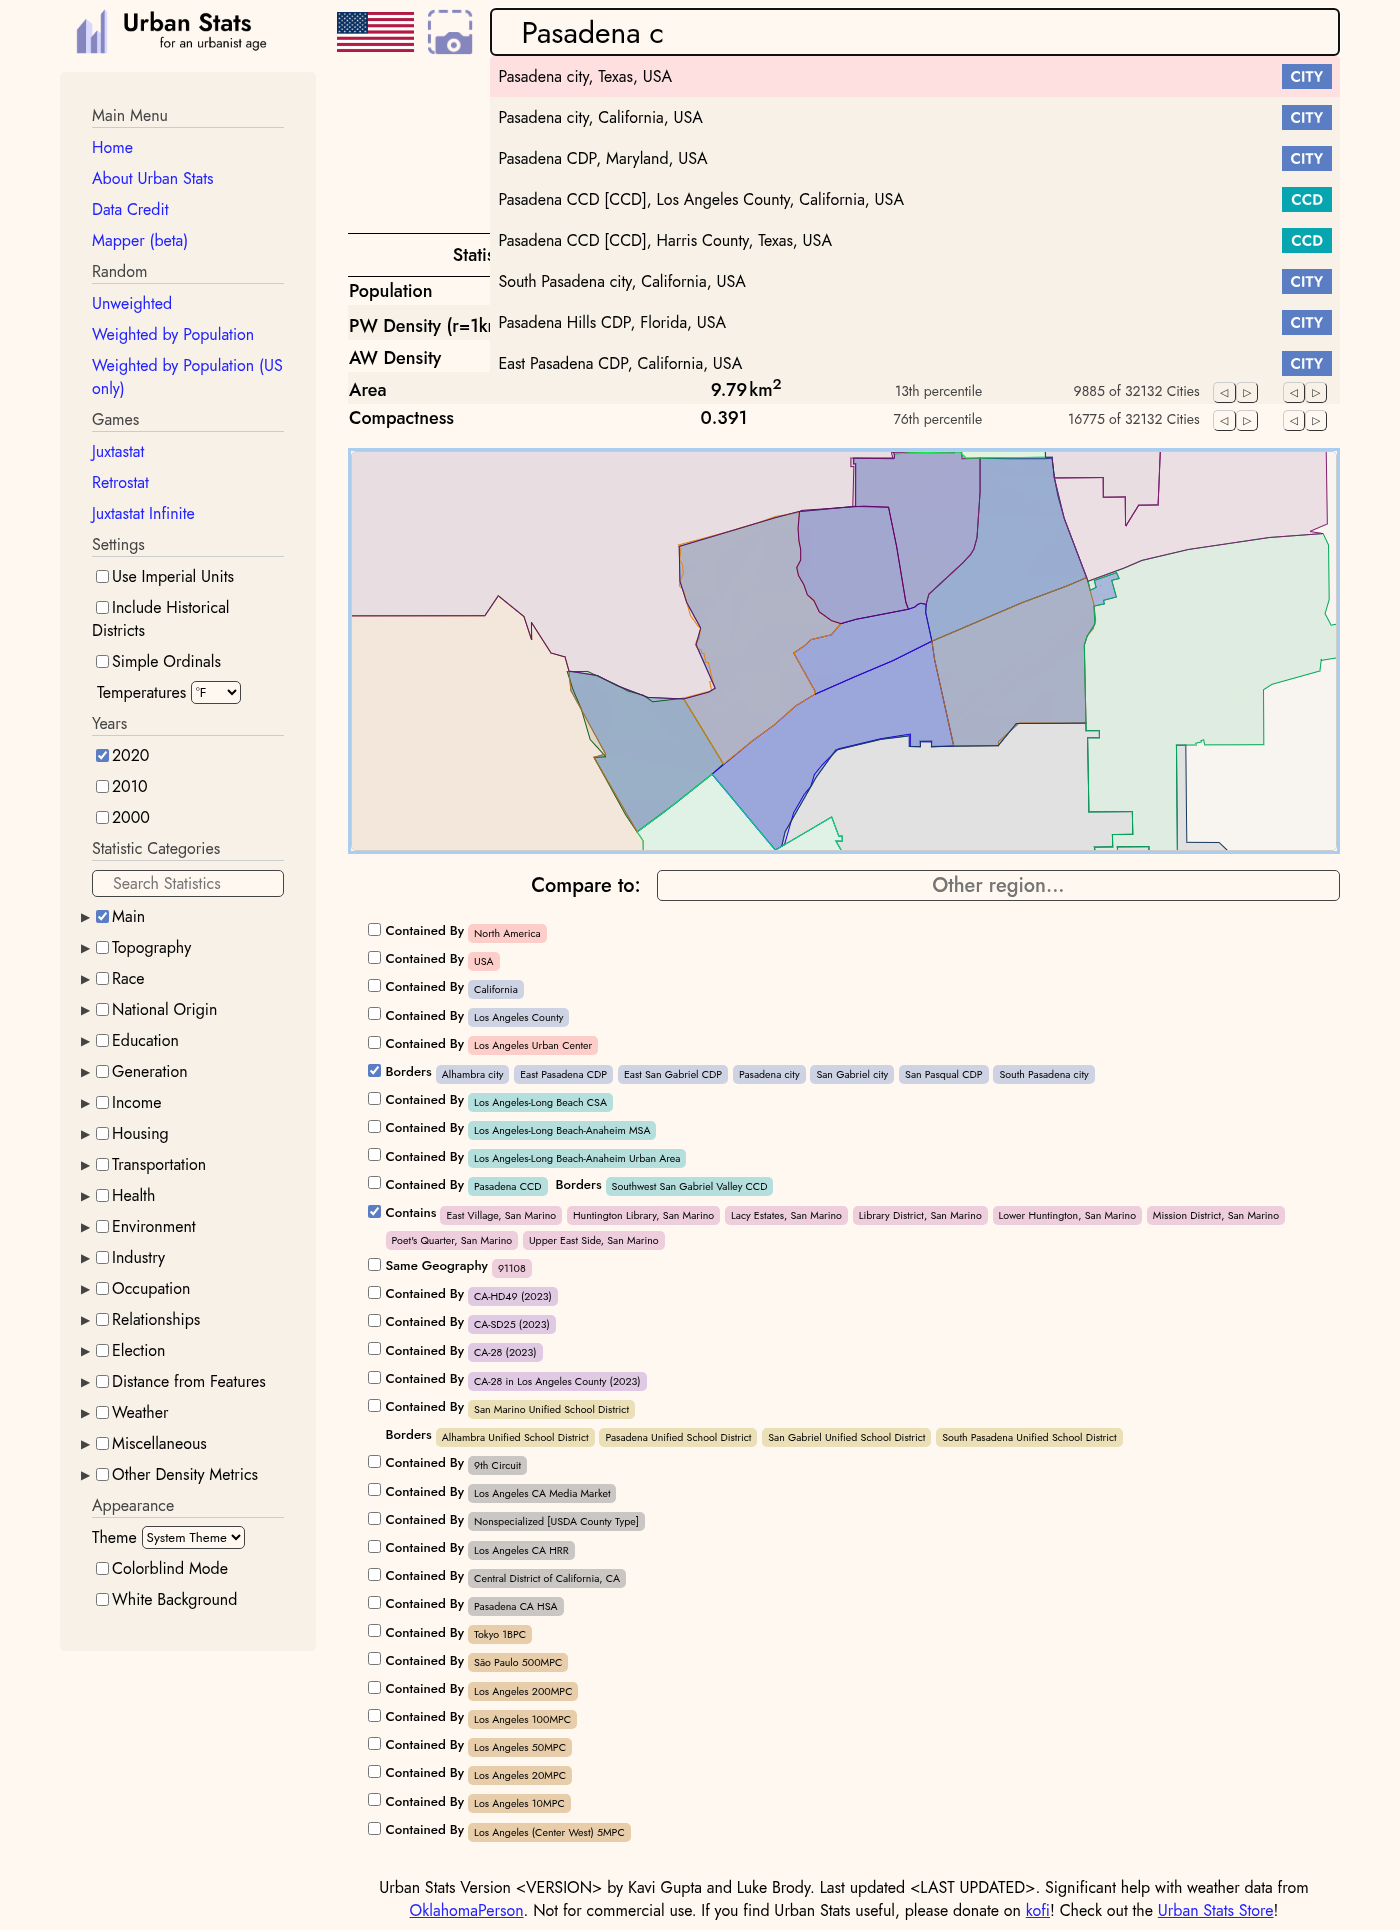 Urban Stats
for an urbanist age
Pasadena c
Pasadena city, Texas, USA CITY
Pasadena city, California, USA CITY
Pasadena CDP, Maryland, USA CITY
Pasadena CCD [CCD], Los Angeles County, California, USA CCD
Pasadena CCD [CCD], Harris County, Texas, USA CCD
South Pasadena city, California, USA CITY
Pasadena Hills CDP, Florida, USA CITY
East Pasadena CDP, California, USA CITY
Main Menu
Home
About Urban Stats
Data Credit
Mapper (beta)
Random
Unweighted
Weighted by Population
Weighted by Population (US
only)
Games
Juxtastat
Retrostat
Juxtastat Infinite
Settings
Use Imperial Units
Include Historical
Districts
Simple Ordinals
Temperatures °F
Years
2020
2010
2000
Statistic Categories
Search Statistics
Main
Topography
Race
National Origin
Education
Generation
Income
Housing
Transportation
Health
Environment
Industry
Occupation
Relationships
Election
Distance from Features
Weather
Miscellaneous
Other Density Metrics
Appearance
Theme System Theme
Colorblind Mode
White Background
Population
PW Density (r=1k
AW Density
Area 9.79 km² 13th percentile 9885 of 32132 Cities
Compactness 0.391 76th percentile 16775 of 32132 Cities
Compare to: Other region...
Contained By North America
Contained By USA
Contained By California
Contained By Los Angeles County
Contained By Los Angeles Urban Center
Borders Alhambra city East Pasadena CDP East San Gabriel CDP Pasadena city San Gabriel city San Pasqual CDP South Pasadena city
Contained By Los Angeles-Long Beach CSA
Contained By Los Angeles-Long Beach-Anaheim MSA
Contained By Los Angeles-Long Beach-Anaheim Urban Area
Contained By Pasadena CCD Borders Southwest San Gabriel Valley CCD
Contains East Village, San Marino Huntington Library, San Marino Lacy Estates, San Marino Library District, San Marino Lower Huntington, San Marino Mission District, San Marino
Poet's Quarter, San Marino Upper East Side, San Marino
Same Geography 91108
Contained By CA-HD49 (2023)
Contained By CA-SD25 (2023)
Contained By CA-28 (2023)
Contained By CA-28 in Los Angeles County (2023)
Contained By San Marino Unified School District
Borders Alhambra Unified School District Pasadena Unified School District San Gabriel Unified School District South Pasadena Unified School District
Contained By 9th Circuit
Contained By Los Angeles CA Media Market
Contained By Nonspecialized [USDA County Type]
Contained By Los Angeles CA HRR
Contained By Central District of California, CA
Contained By Pasadena CA HSA
Contained By Tokyo 1BPC
Contained By São Paulo 500MPC
Contained By Los Angeles 200MPC
Contained By Los Angeles 100MPC
Contained By Los Angeles 50MPC
Contained By Los Angeles 20MPC
Contained By Los Angeles 10MPC
Contained By Los Angeles (Center West) 5MPC
Urban Stats Version <VERSION> by Kavi Gupta and Luke Brody. Last updated <LAST UPDATED>. Significant help with weather data from
OklahomaPerson. Not for commercial use. If you find Urban Stats useful, please donate on kofi! Check out the Urban Stats Store!